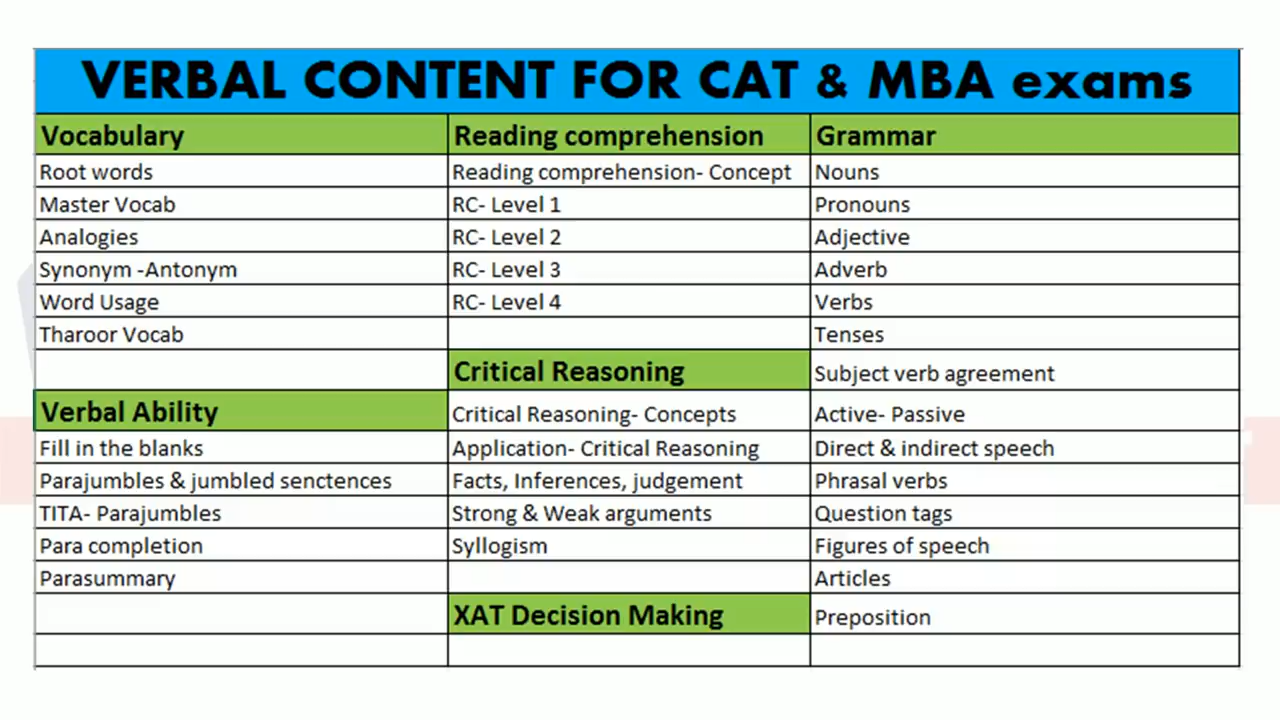 VERBAL CONTENT FOR CAT & MBA exams
Vocabulary Reading comprehension Grammar
Root words Reading comprehension- Concept Nouns
Master Vocab RC- Level 1 Pronouns
Analogies RC- Level 2 Adjective
Synonym -Antonym RC- Level 3 Adverb
Word Usage RC- Level 4 Verbs
Tharoor Vocab Tenses
Critical Reasoning Subject verb agreement
Verbal Ability Critical Reasoning- Concepts Active- Passive
Fill in the blanks Application- Critical Reasoning Direct & indirect speech
Parajumbles & jumbled senctences Facts, Inferences, judgement Phrasal verbs
TITA- Parajumbles Strong & Weak arguments Question tags
Para completion Syllogism Figures of speech
Parasummary Articles
XAT Decision Making Preposition